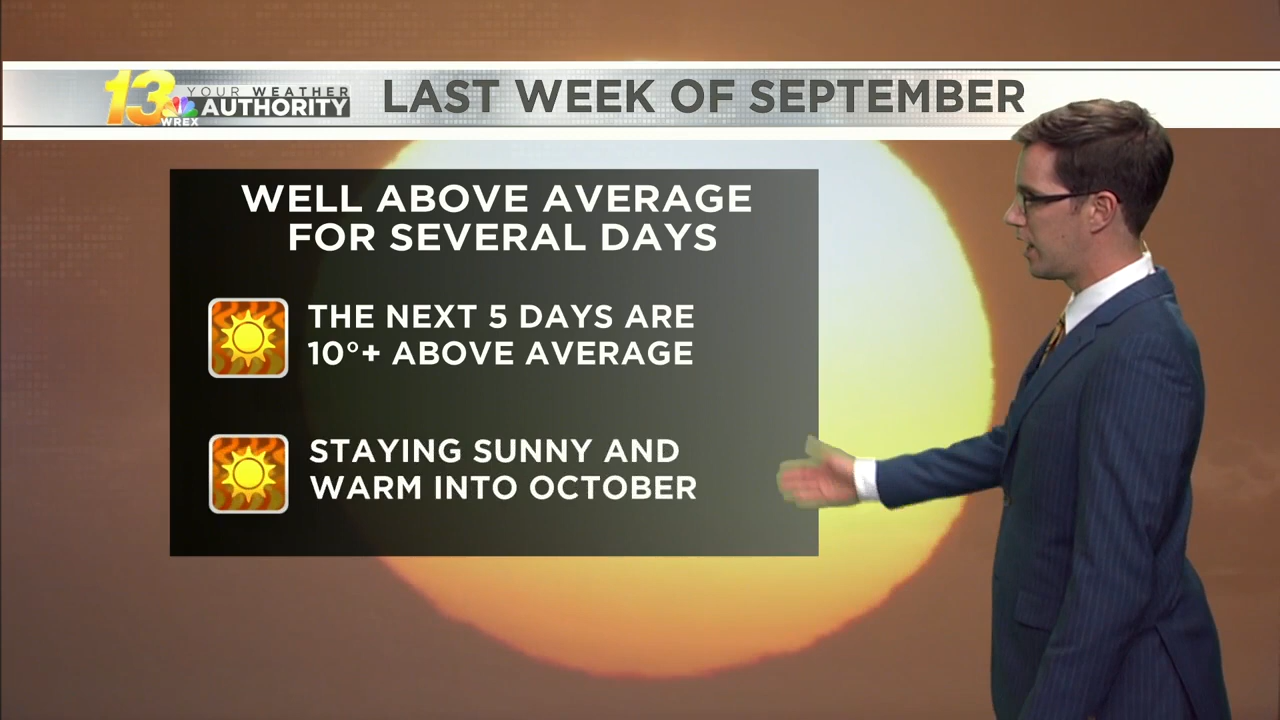 13 YOUR WEATHER
AUTHORITY
WREX
LAST WEEK OF SEPTEMBER
WELL ABOVE AVERAGE
FOR SEVERAL DAYS
THE NEXT 5 DAYS ARE
10°+ ABOVE AVERAGE
STAYING SUNNY AND
WARM INTO OCTOBER